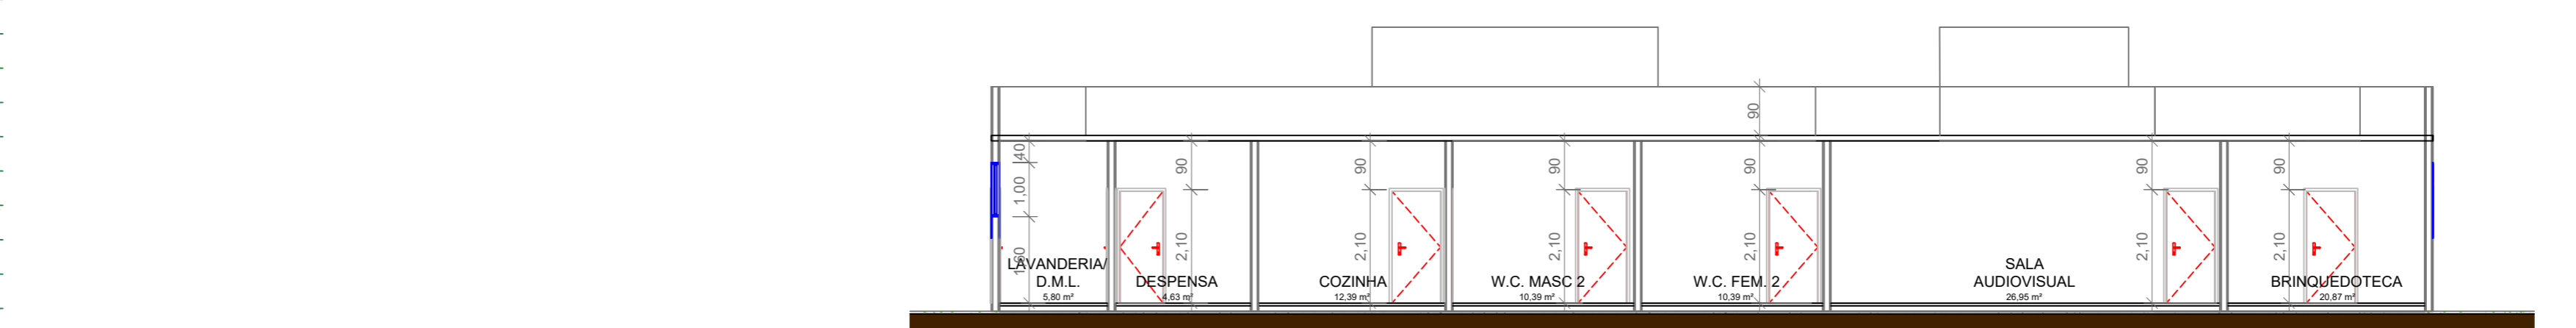 90
40
90
90
90
90
90
90
1,00
2,10
2,10
2,10
2,10
2,10
2,10
LAVANDERIA/
D.M.L.
5,80 m²
DESPENSA
4,63 m²
COZINHA
12,39 m²
W.C. MASC 2
10,39 m²
W.C. FEM. 2
10,39 m²
SALA
AUDIOVISUAL
26,95 m²
BRINQUEDOTECA
20,87 m²